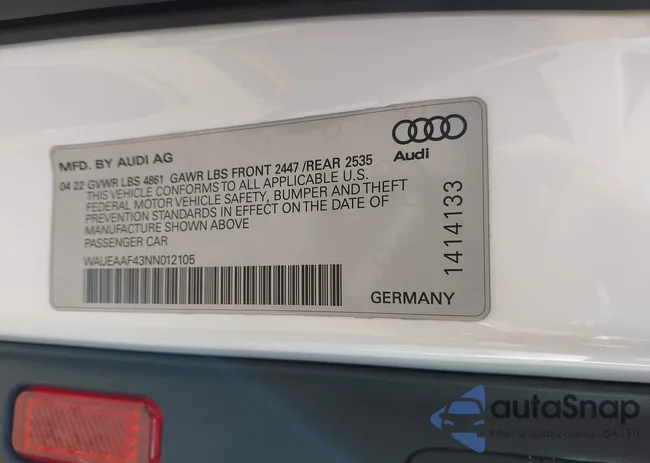 MFD. BY AUDI AG
04 22 GVWR LBS 4861 GAWR LBS FRONT 2447 /REAR 2535
THIS VEHICLE CONFORMS TO ALL APPLICABLE U.S.
FEDERAL MOTOR VEHICLE SAFETY, BUMPER AND THEFT
PREVENTION STANDARDS IN EFFECT ON THE DATE OF
MANUFACTURE SHOWN ABOVE
PASSENGER CAR
WAUEAAF43NN012105
Audi
1414133
GERMANY
autaSnap